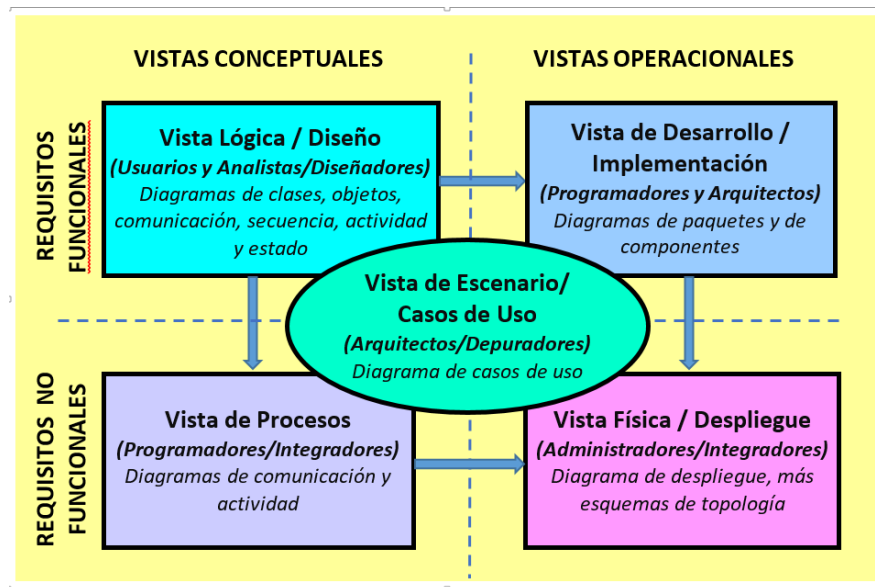 VISTAS CONCEPTUALES
VISTAS OPERACIONALES
REQUISITOS
FUNCIONALES
Vista Lógica / Diseño
(Usuarios y Analistas/Diseñadores)
Diagramas de clases, objetos,
comunicación, secuencia, actividad
y estado
Vista de Desarrollo /
Implementación
(Programadores y Arquitectos)
Diagramas de paquetes y de
componentes
Vista de Escenario/
Casos de Uso
(Arquitectos/Depuradores)
Diagrama de casos de uso
REQUISITOS NO
FUNCIONALES
Vista de Procesos
(Programadores/Integradores)
Diagramas de comunicación y
actividad
Vista Física / Despliegue
(Administradores/Integradores)
Diagrama de despliegue, más
esquemas de topología